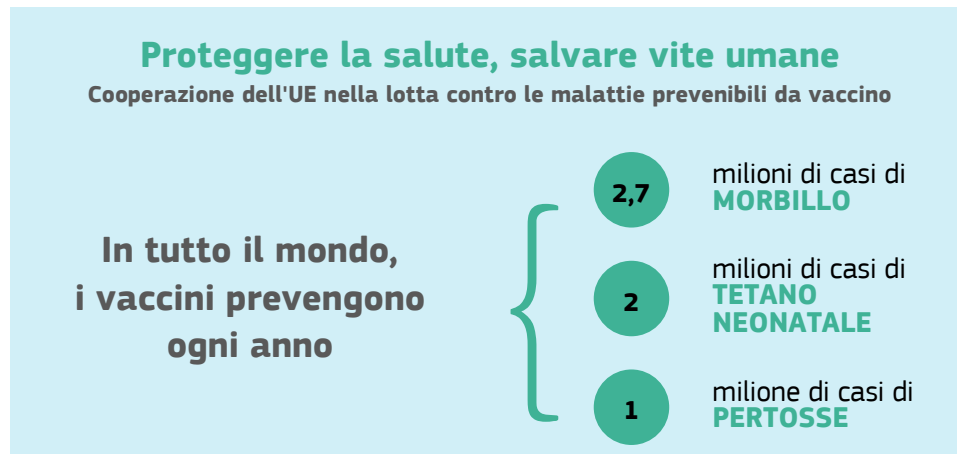 Proteggere la salute, salvare vite umane
Cooperazione dell'UE nella lotta contro le malattie prevenibili da vaccino
In tutto il mondo,
i vaccini prevengono
ogni anno
2,7
milioni di casi di
MORBILLO
2
milioni di casi di
TETANO
NEONATALE
1
milione di casi di
PERTOSSE